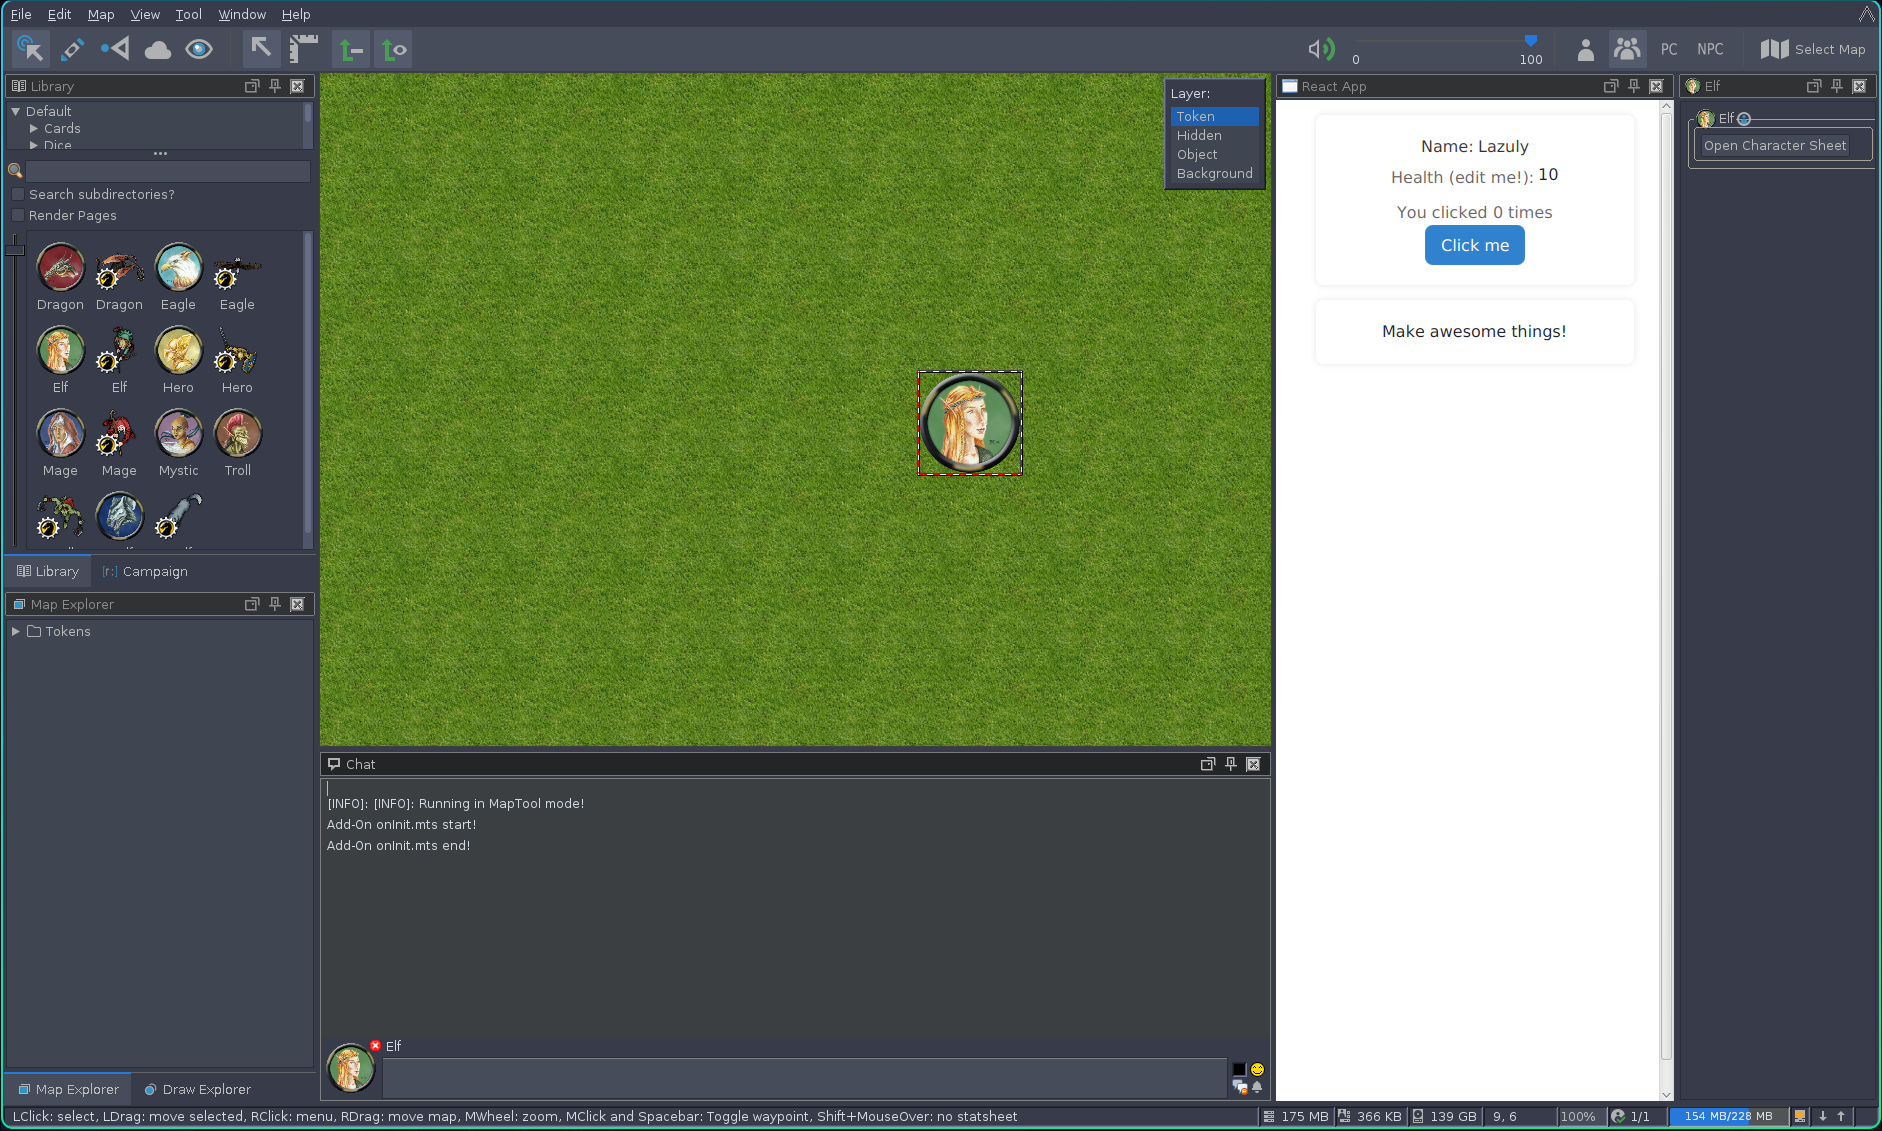 File Edit Map View Tool Window Help
0 100 PC NPC Select Map
Library
Default
Cards
Dice
Search subdirectories?
Render Pages
Dragon Dragon Eagle Eagle
Elf Elf Hero Hero
Mage Mage Mystic Troll
Library [r:] Campaign
Map Explorer
Tokens
Map Explorer Draw Explorer
Layer:
Token
Hidden
Object
Background
Chat
[INFO]: [INFO]: Running in MapTool mode!
Add-On onInit.mts start!
Add-On onInit.mts end!
Elf
React App
Name: Lazuly
Health (edit me!): 10
You clicked 0 times
Click me
Make awesome things!
Elf
Elf
Open Character Sheet
LClick: select, LDrag: move selected, RClick: menu, RDrag: move map, MWheel: zoom, MClick and Spacebar: Toggle waypoint, Shift+MouseOver: no statsheet
175 MB 366 KB 139 GB 9, 6 100% 1/1 154 MB/228 MB